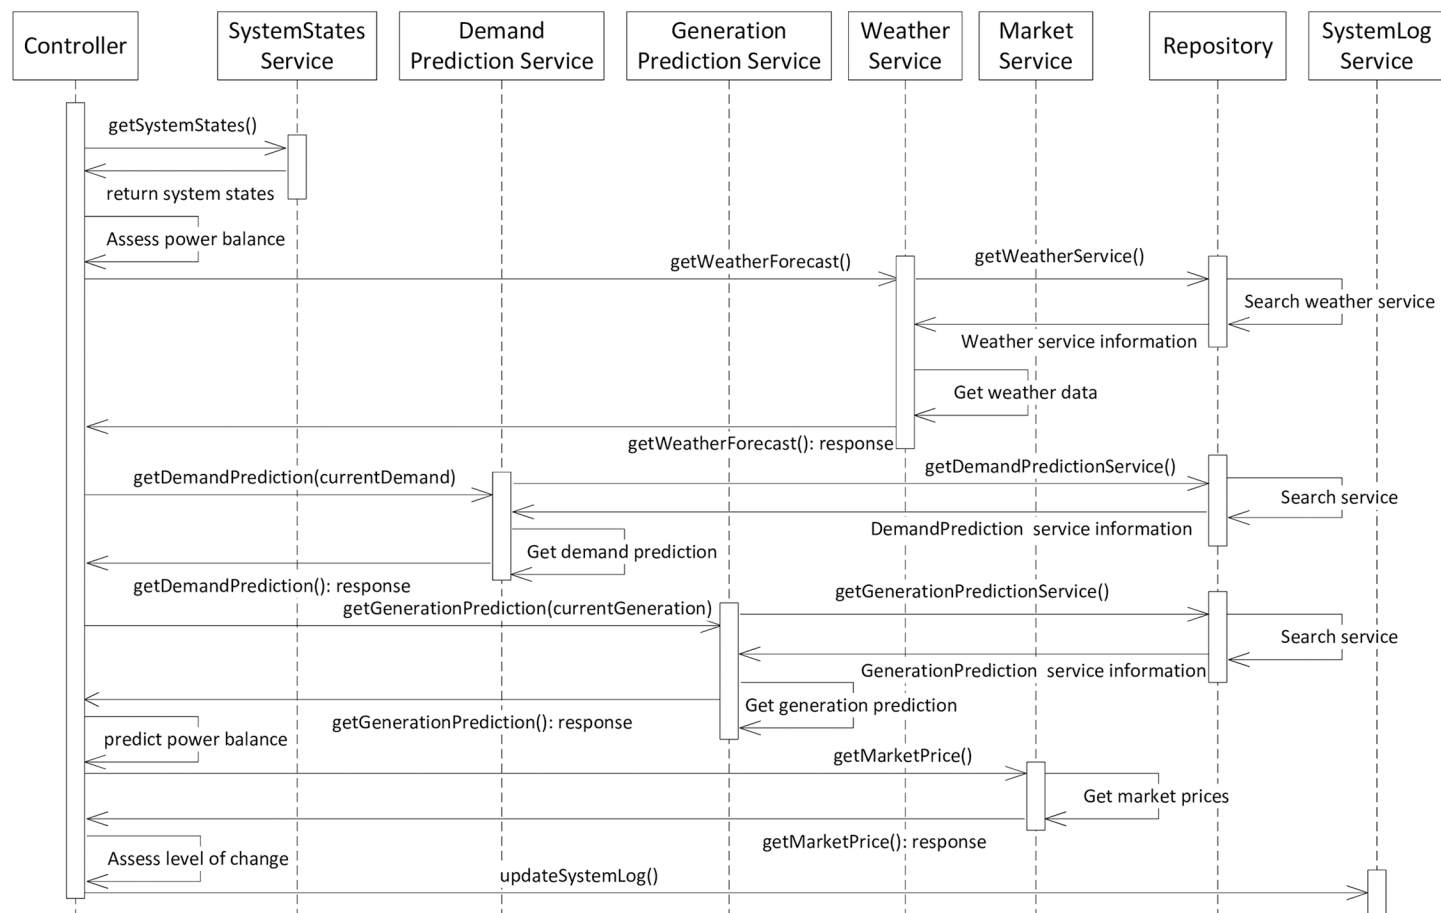 Controller
SystemStates
Service
Demand
Prediction Service
Generation
Prediction Service
Weather
Service
Market
Service
Repository
SystemLog
Service
getSystemStates()
return system states
Assess power balance
getWeatherForecast()
getWeatherService()
Search weather service
Weather service information
Get weather data
getWeatherForecast(): response
getDemandPrediction(currentDemand)
getDemandPredictionService()
Search service
DemandPrediction  service information
Get demand prediction
getDemandPrediction(): response
getGenerationPrediction(currentGeneration)
getGenerationPredictionService()
Search service
GenerationPrediction  service information
Get generation prediction
getGenerationPrediction(): response
predict power balance
getMarketPrice()
Get market prices
getMarketPrice(): response
Assess level of change
updateSystemLog()